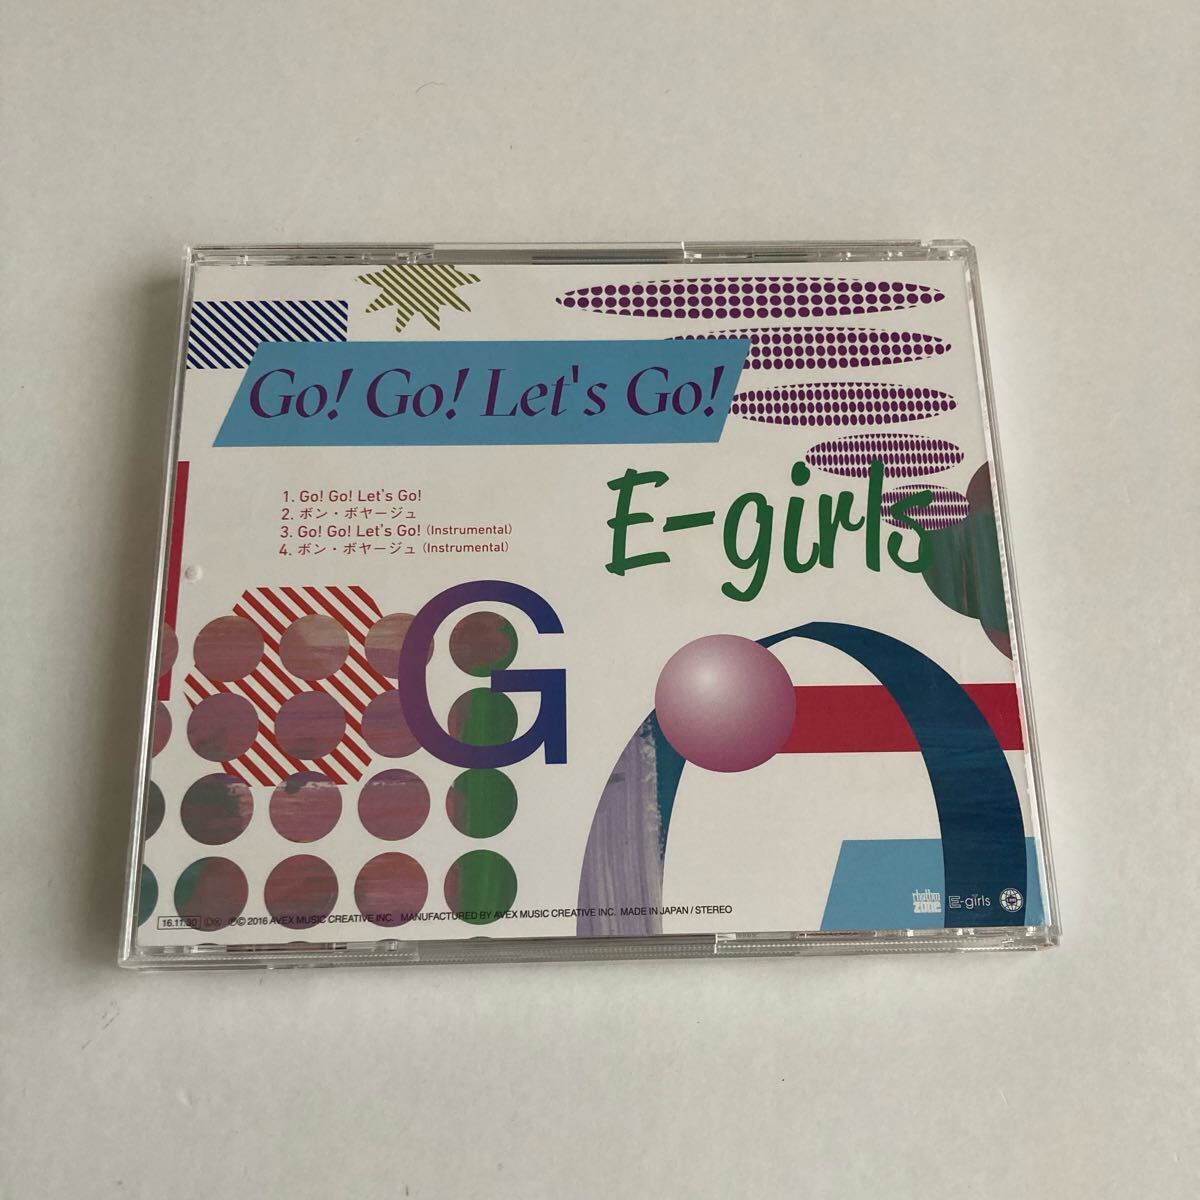 Go! Go! Let's Go!
E-girls
1. Go! Go! Let's Go!
2. ボン・ボヤージュ
3. Go! Go! Let's Go! (Instrumental)
4. ボン・ボヤージュ (Instrumental)
G
rhythm
zone
E-girls
16.11.30 ⓅⒸ 2016 AVEX MUSIC CREATIVE INC. MANUFACTURED BY AVEX MUSIC CREATIVE INC. MADE IN JAPAN / STEREO